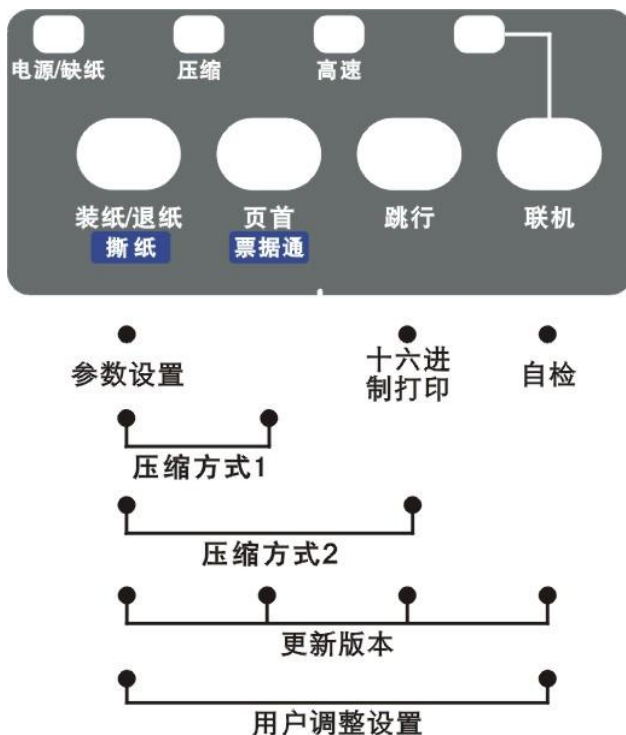 电源/缺纸 压缩 高速
装纸/退纸 页首 跳行 联机
撕纸 票据通
参数设置 十六进制打印 自检
压缩方式1
压缩方式2
更新版本
用户调整设置